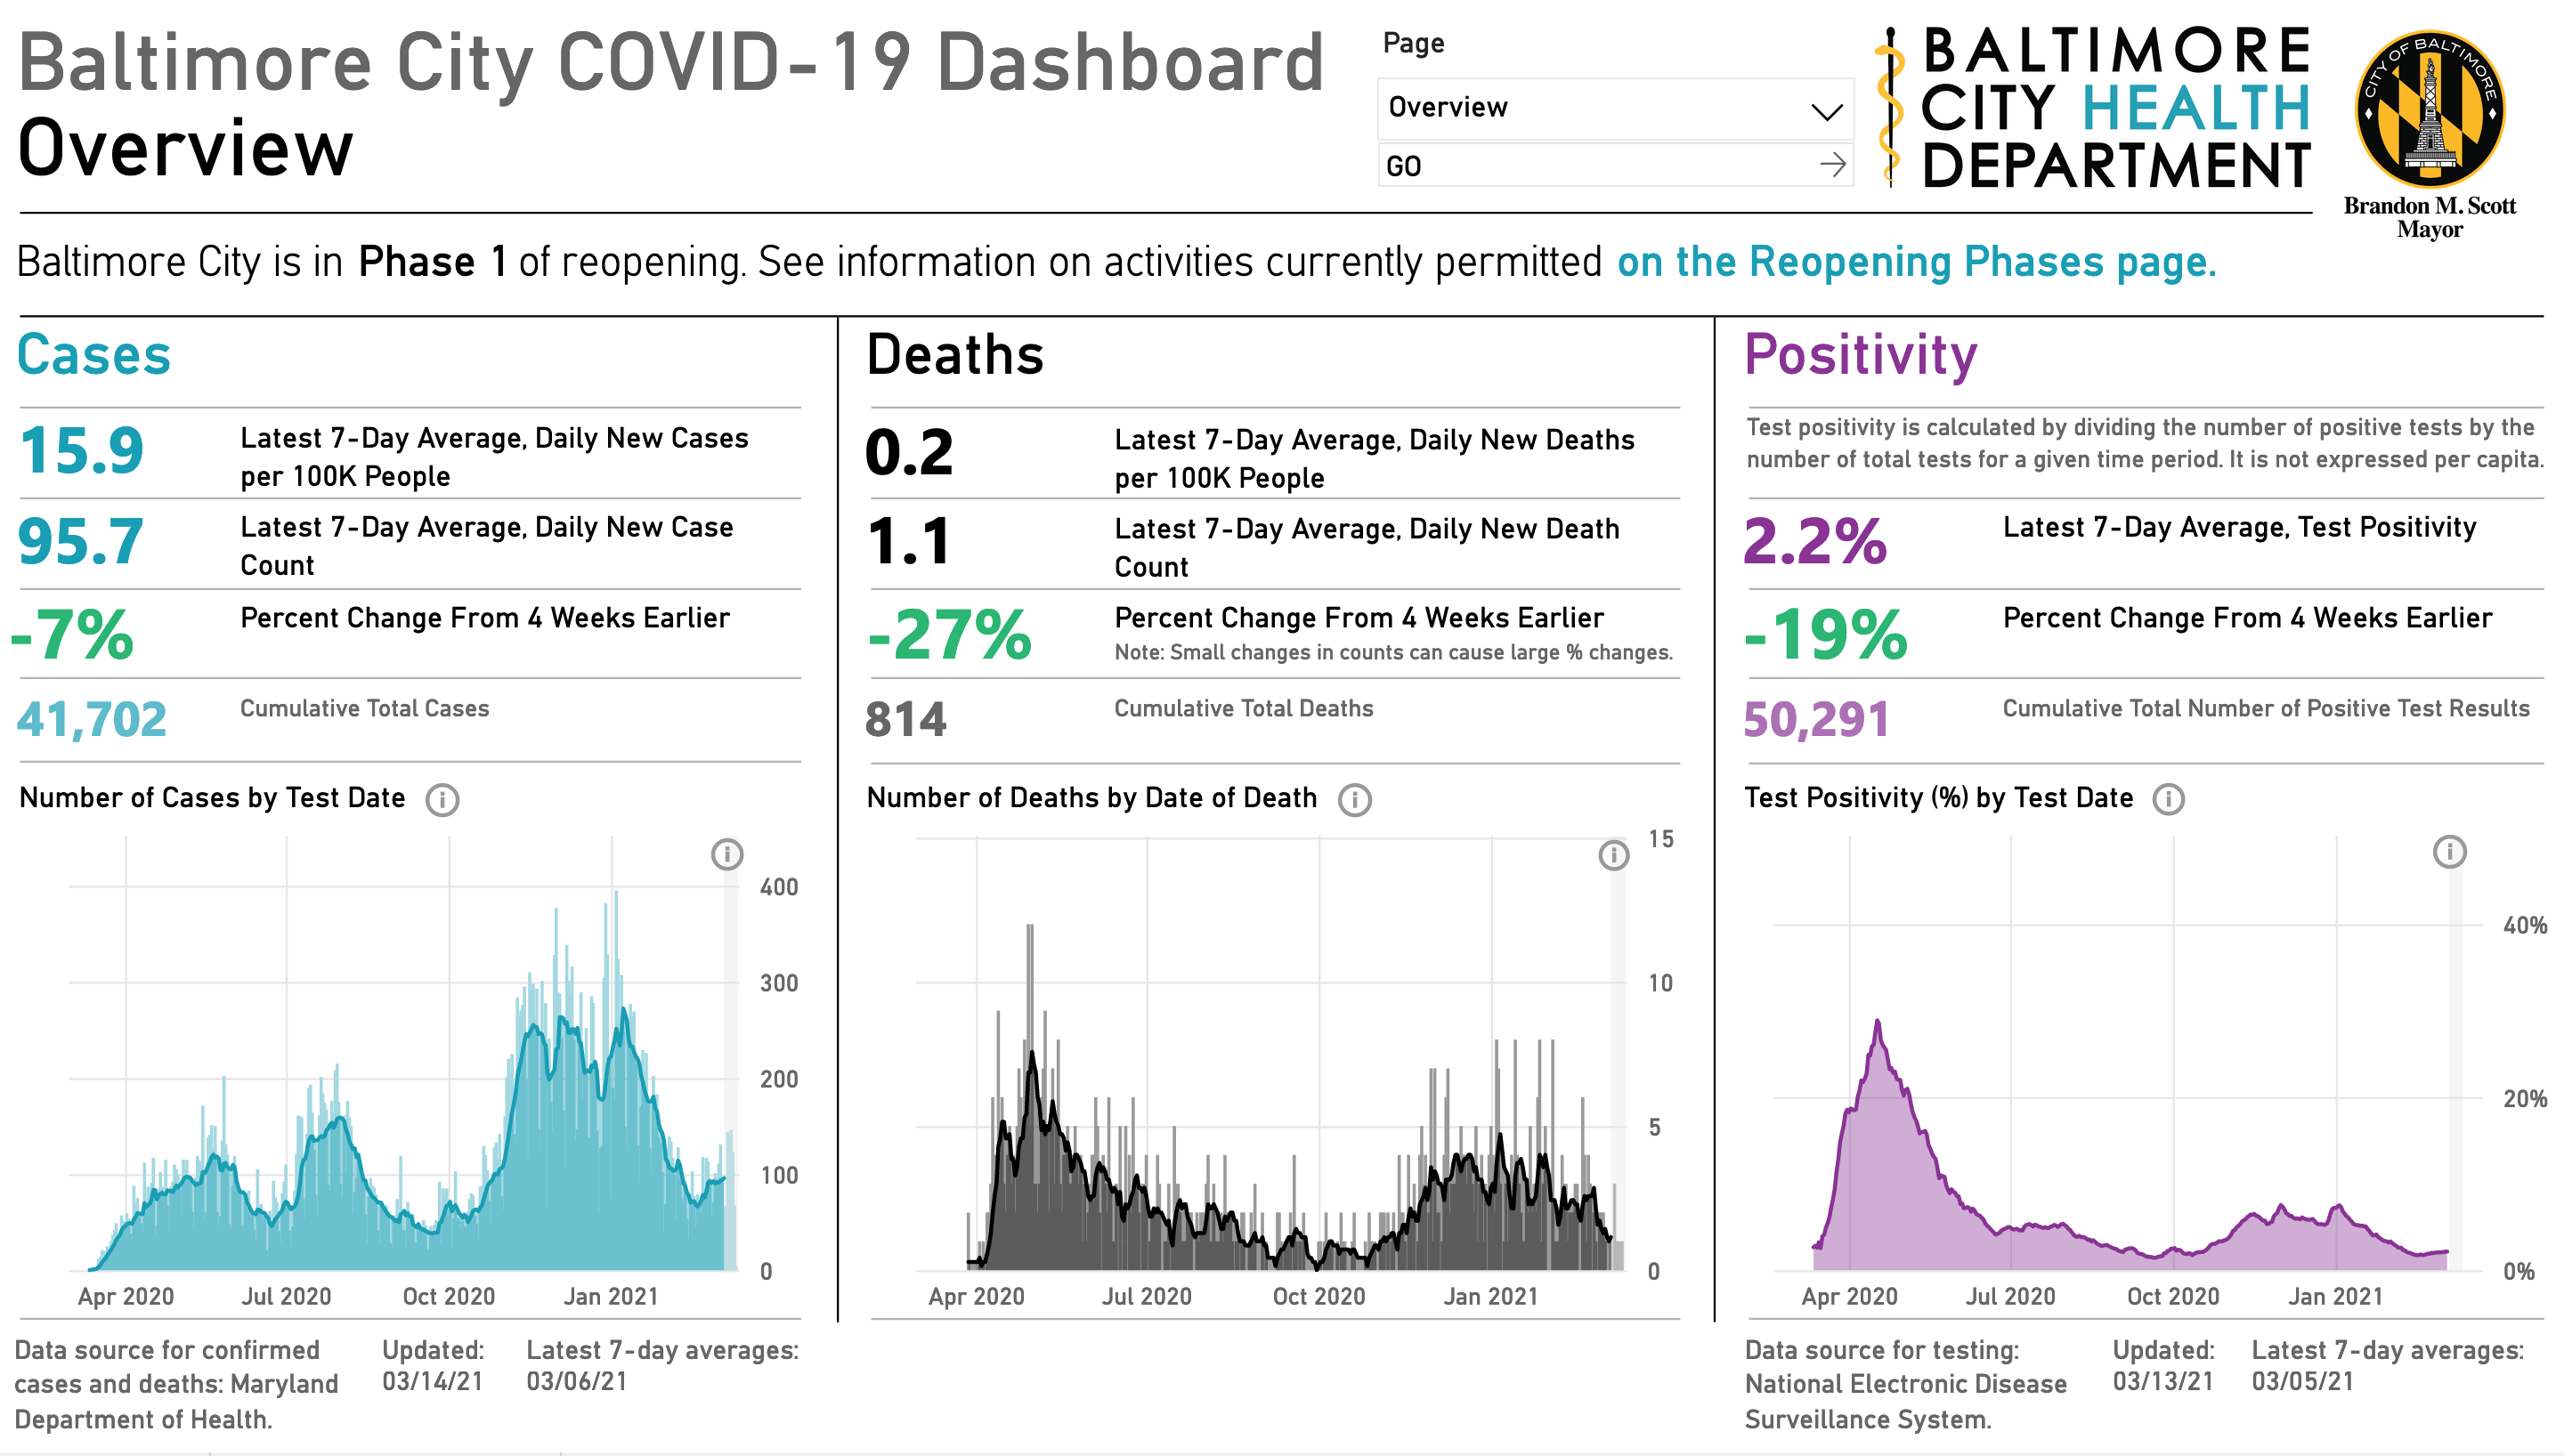 Baltimore City COVID-19 Dashboard
Overview
Page
Overview
GO
BALTIMORE
CITY HEALTH
DEPARTMENT
CITY OF BALTIMORE
Brandon M. Scott
Mayor
Baltimore City is in Phase 1 of reopening. See information on activities currently permitted on the Reopening Phases page.
Cases
15.9
Latest 7-Day Average, Daily New Cases
per 100K People
95.7
Latest 7-Day Average, Daily New Case
Count
-7%
Percent Change From 4 Weeks Earlier
41,702
Cumulative Total Cases
Number of Cases by Test Date
400
300
200
100
0
Apr 2020
Jul 2020
Oct 2020
Jan 2021
Data source for confirmed
cases and deaths: Maryland
Department of Health.
Updated:
03/14/21
Latest 7-day averages:
03/06/21
Deaths
0.2
Latest 7-Day Average, Daily New Deaths
per 100K People
1.1
Latest 7-Day Average, Daily New Death
Count
-27%
Percent Change From 4 Weeks Earlier
Note: Small changes in counts can cause large % changes.
814
Cumulative Total Deaths
Number of Deaths by Date of Death
15
10
5
0
Apr 2020
Jul 2020
Oct 2020
Jan 2021
Positivity
Test positivity is calculated by dividing the number of positive tests by the
number of total tests for a given time period. It is not expressed per capita.
2.2%
Latest 7-Day Average, Test Positivity
-19%
Percent Change From 4 Weeks Earlier
50,291
Cumulative Total Number of Positive Test Results
Test Positivity (%) by Test Date
40%
20%
0%
Apr 2020
Jul 2020
Oct 2020
Jan 2021
Data source for testing:
National Electronic Disease
Surveillance System.
Updated:
03/13/21
Latest 7-day averages:
03/05/21